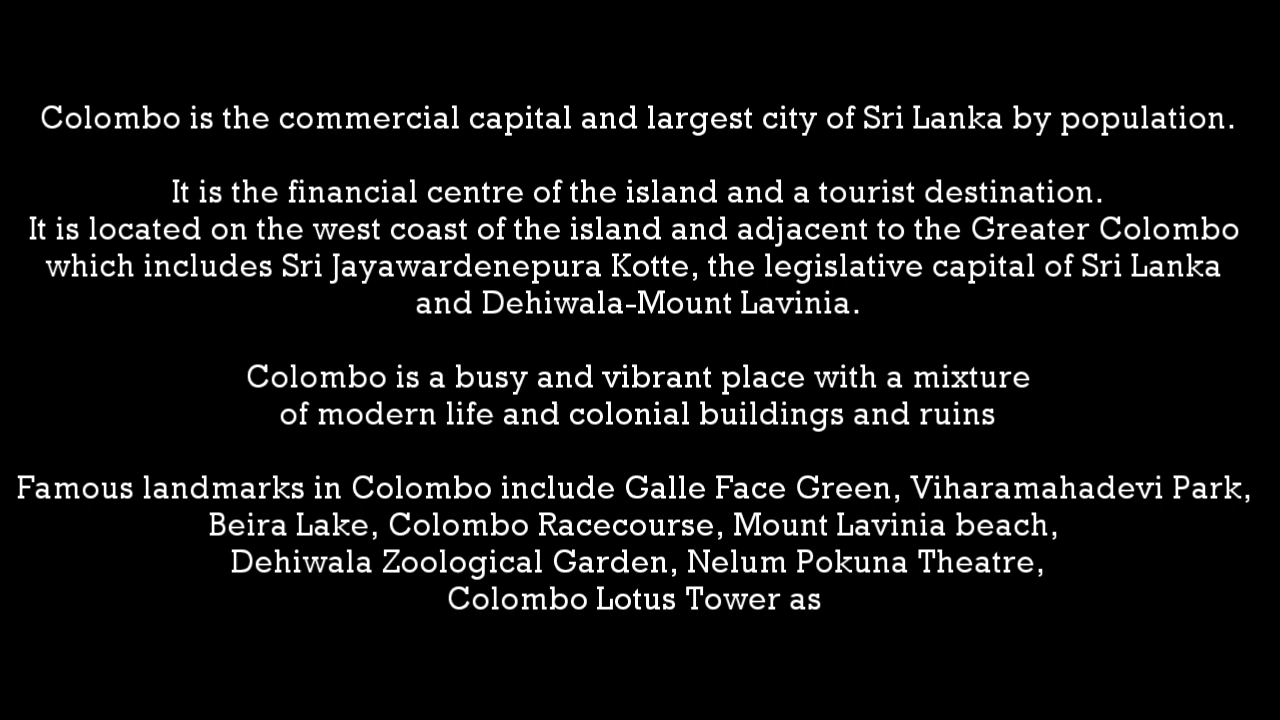 Colombo is the commercial capital and largest city of Sri Lanka by population.
It is the financial centre of the island and a tourist destination.
It is located on the west coast of the island and adjacent to the Greater Colombo
which includes Sri Jayawardenepura Kotte, the legislative capital of Sri Lanka
and Dehiwala-Mount Lavinia.
Colombo is a busy and vibrant place with a mixture
of modern life and colonial buildings and ruins
Famous landmarks in Colombo include Galle Face Green, Viharamahadevi Park,
Beira Lake, Colombo Racecourse, Mount Lavinia beach,
Dehiwala Zoological Garden, Nelum Pokuna Theatre,
Colombo Lotus Tower as